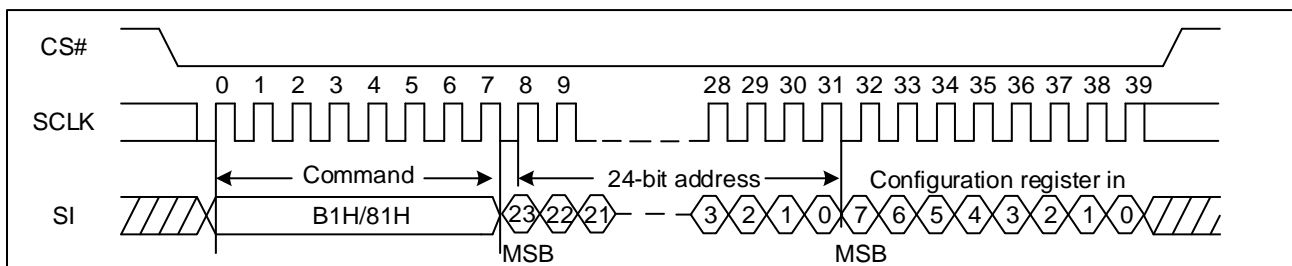 CS#
0 1 2 3 4 5 6 7 8 9 28 29 30 31 32 33 34 35 36 37 38 39
SCLK
Command 24-bit address Configuration register in
SI B1H/81H 23 22 21 3 2 1 0 7 6 5 4 3 2 1 0
MSB MSB